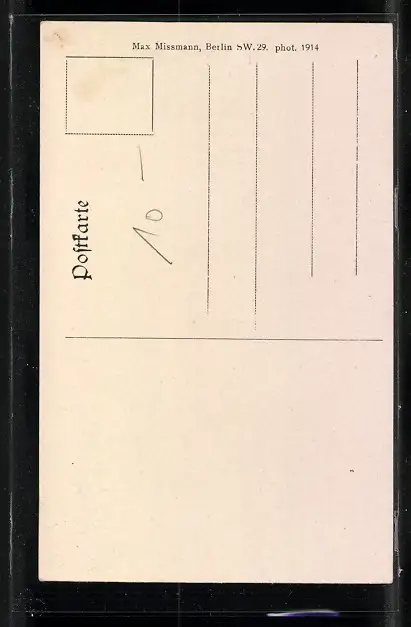 Max Missmann, Berlin SW. 29. phot. 1914
Poſtkarte
10 —